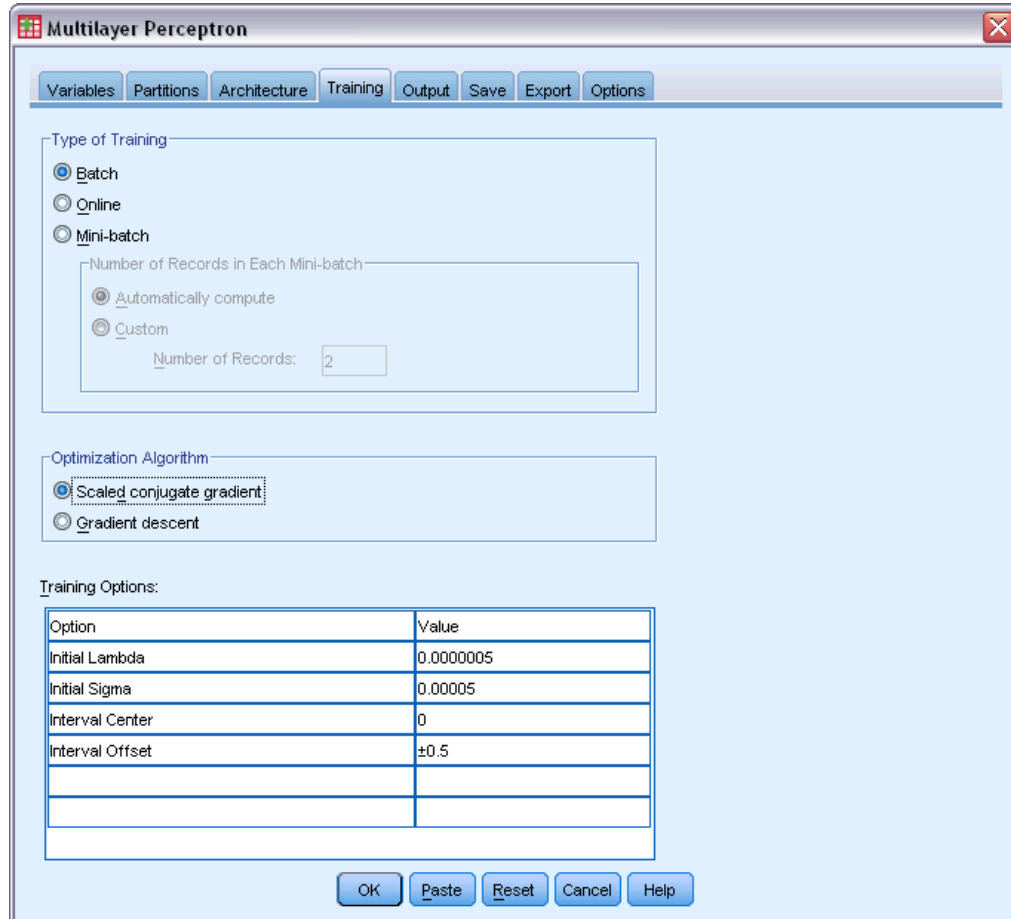 Multilayer Perceptron
Variables Partitions Architecture Training Output Save Export Options
Type of Training
Batch
Online
Mini-batch
Number of Records in Each Mini-batch
Automatically compute
Custom
Number of Records: 2
Optimization Algorithm
Scaled conjugate gradient
Gradient descent
Training Options:
Option Value
Initial Lambda 0.0000005
Initial Sigma 0.00005
Interval Center 0
Interval Offset ±0.5
OK Paste Reset Cancel Help